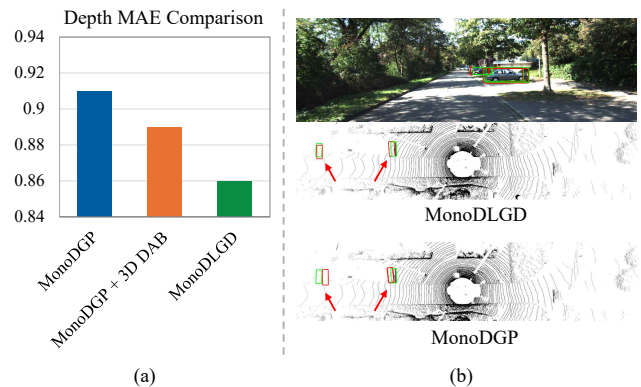 Depth MAE Comparison
0.94
0.92
0.9
0.88
0.86
0.84
MonoDGP
MonoDGP + 3D DAB
MonoDLGD
(a)
MonoDLGD
MonoDGP
(b)